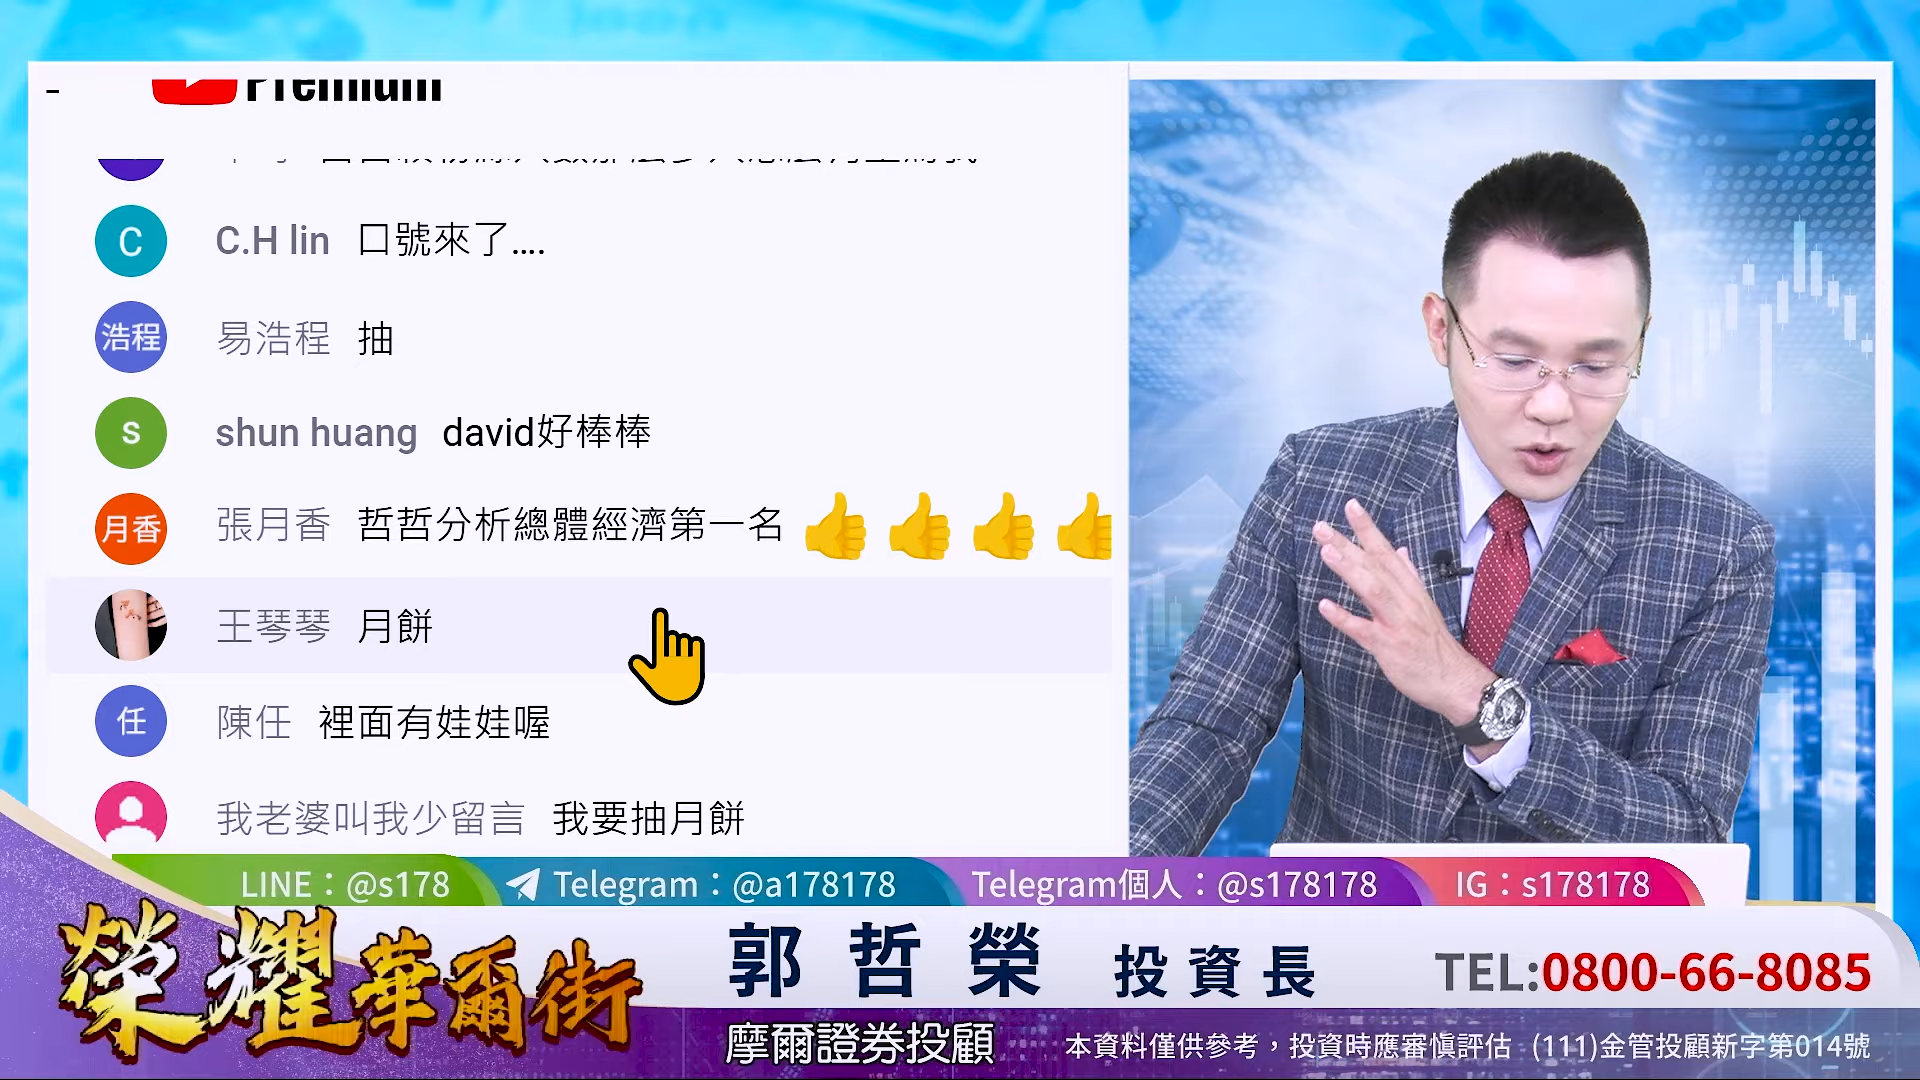 Premium
C C.H lin 口號來了....
浩程 易浩程 抽
s shun huang david好棒棒
月香 張月香 哲哲分析總體經濟第一名 👍 👍 👍 👍
王琴琴 月餅
任 陳任 裡面有娃娃喔
我老婆叫我少留言 我要抽月餅
LINE：@s178 Telegram：@a178178 Telegram個人：@s178178 IG：s178178
榮耀華爾街
郭哲榮 投資長 TEL:0800-66-8085
摩爾證券投顧 本資料僅供參考，投資時應審慎評估 (111)金管投顧新字第014號